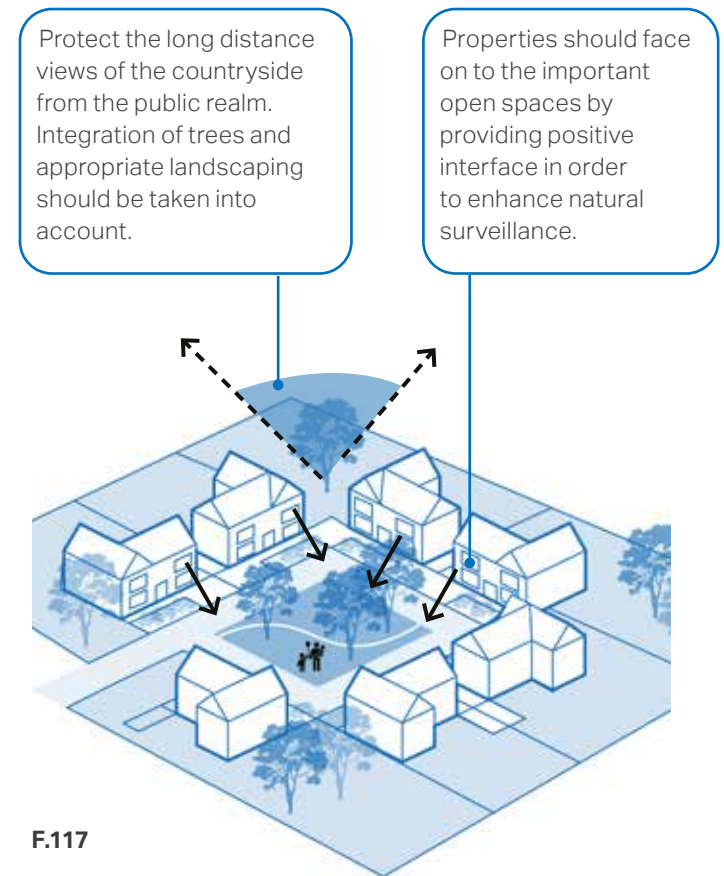 Protect the long distance
views of the countryside
from the public realm.
Integration of trees and
appropriate landscaping
should be taken into
account.
Properties should face
on to the important
open spaces by
providing positive
interface in order
to enhance natural
surveillance.
F.117